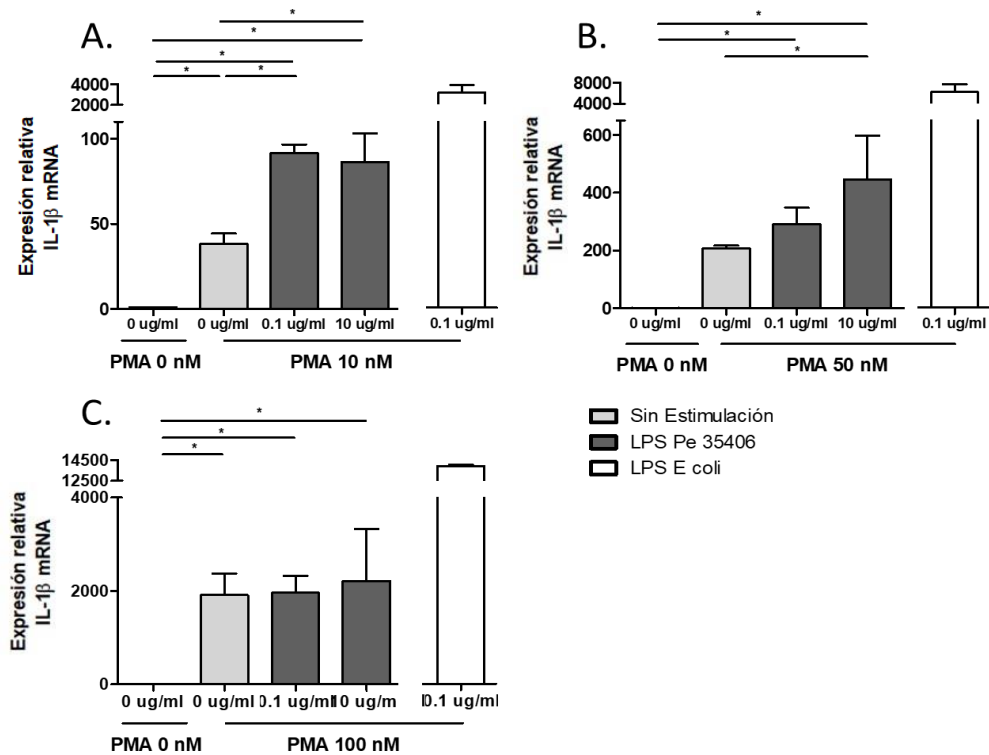 A.
*
*
*
* *
4000
2000
100
50
0
Expresión relativa
IL-1β mRNA
0 ug/ml 0 ug/ml 0.1 ug/ml 10 ug/ml 0.1 ug/ml
PMA 0 nM PMA 10 nM
B.
*
*
*
8000
4000
600
400
200
0
Expresión relativa
IL-1β mRNA
0 ug/ml 0 ug/ml 0.1 ug/ml 10 ug/ml 0.1 ug/ml
PMA 0 nM PMA 50 nM
C.
*
*
*
14500
12500
4000
2000
0
Expresión relativa
IL-1β mRNA
0 ug/ml 0 ug/ml 0.1 ug/ml 0 ug/m 0.1 ug/ml
PMA 0 nM PMA 100 nM
Sin Estimulación
LPS Pe 35406
LPS E coli